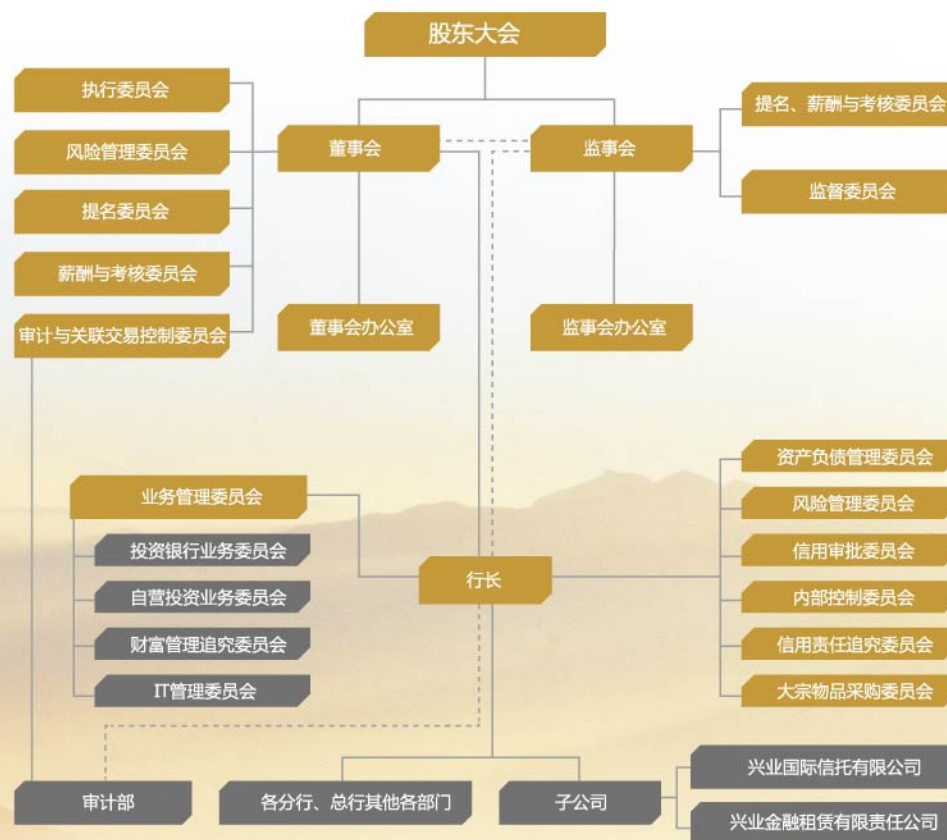 股东大会
执行委员会
风险管理委员会
提名委员会
薪酬与考核委员会
审计与关联交易控制委员会
董事会
监事会
提名、薪酬与考核委员会
监督委员会
董事会办公室
监事会办公室
业务管理委员会
投资银行业务委员会
自营投资业务委员会
财富管理追究委员会
IT管理委员会
行长
资产负债管理委员会
风险管理委员会
信用审批委员会
内部控制委员会
信用责任追究委员会
大宗物品采购委员会
审计部
各分行、总行其他各部门
子公司
兴业国际信托有限公司
兴业金融租赁有限责任公司